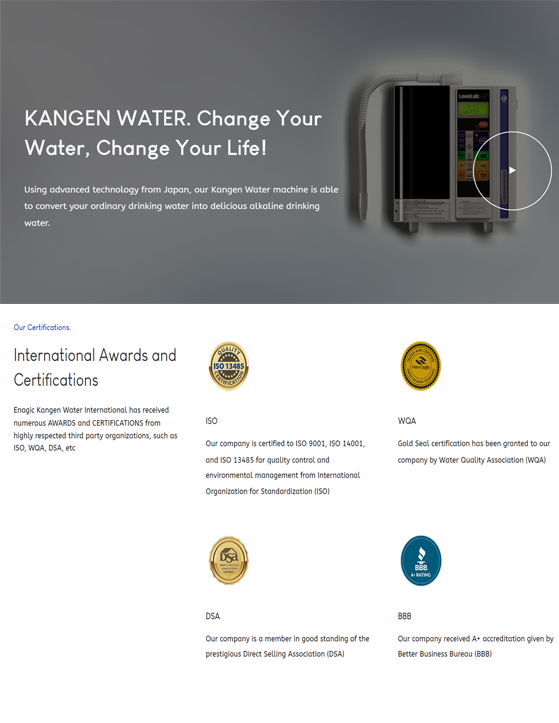 KANGEN WATER. Change Your
Water, Change Your Life!
Using advanced technology from Japan, our Kangen Water machine is able
to convert your ordinary drinking water into delicious alkaline drinking
water.
Our Certifications.
International Awards and
Certifications
Enagic Kangen Water International has received
numerous AWARDS and CERTIFICATIONS from
highly respected third party organizations, such as
ISO, WQA, DSA, etc
QUALITY
ISO 13485
CERTIFICATION
ISO
Our company is certified to ISO 9001, ISO 14001,
and ISO 13485 for quality control and
environmental management from International
Organization for Standardization (ISO)
WQA
Gold Seal certification has been granted to our
company by Water Quality Association (WQA)
DSA
DSA
Our company is a member in good standing of the
prestigious Direct Selling Association (DSA)
BBB
A+ RATING
BBB
Our company received A+ accreditation given by
Better Business Bureau (BBB)